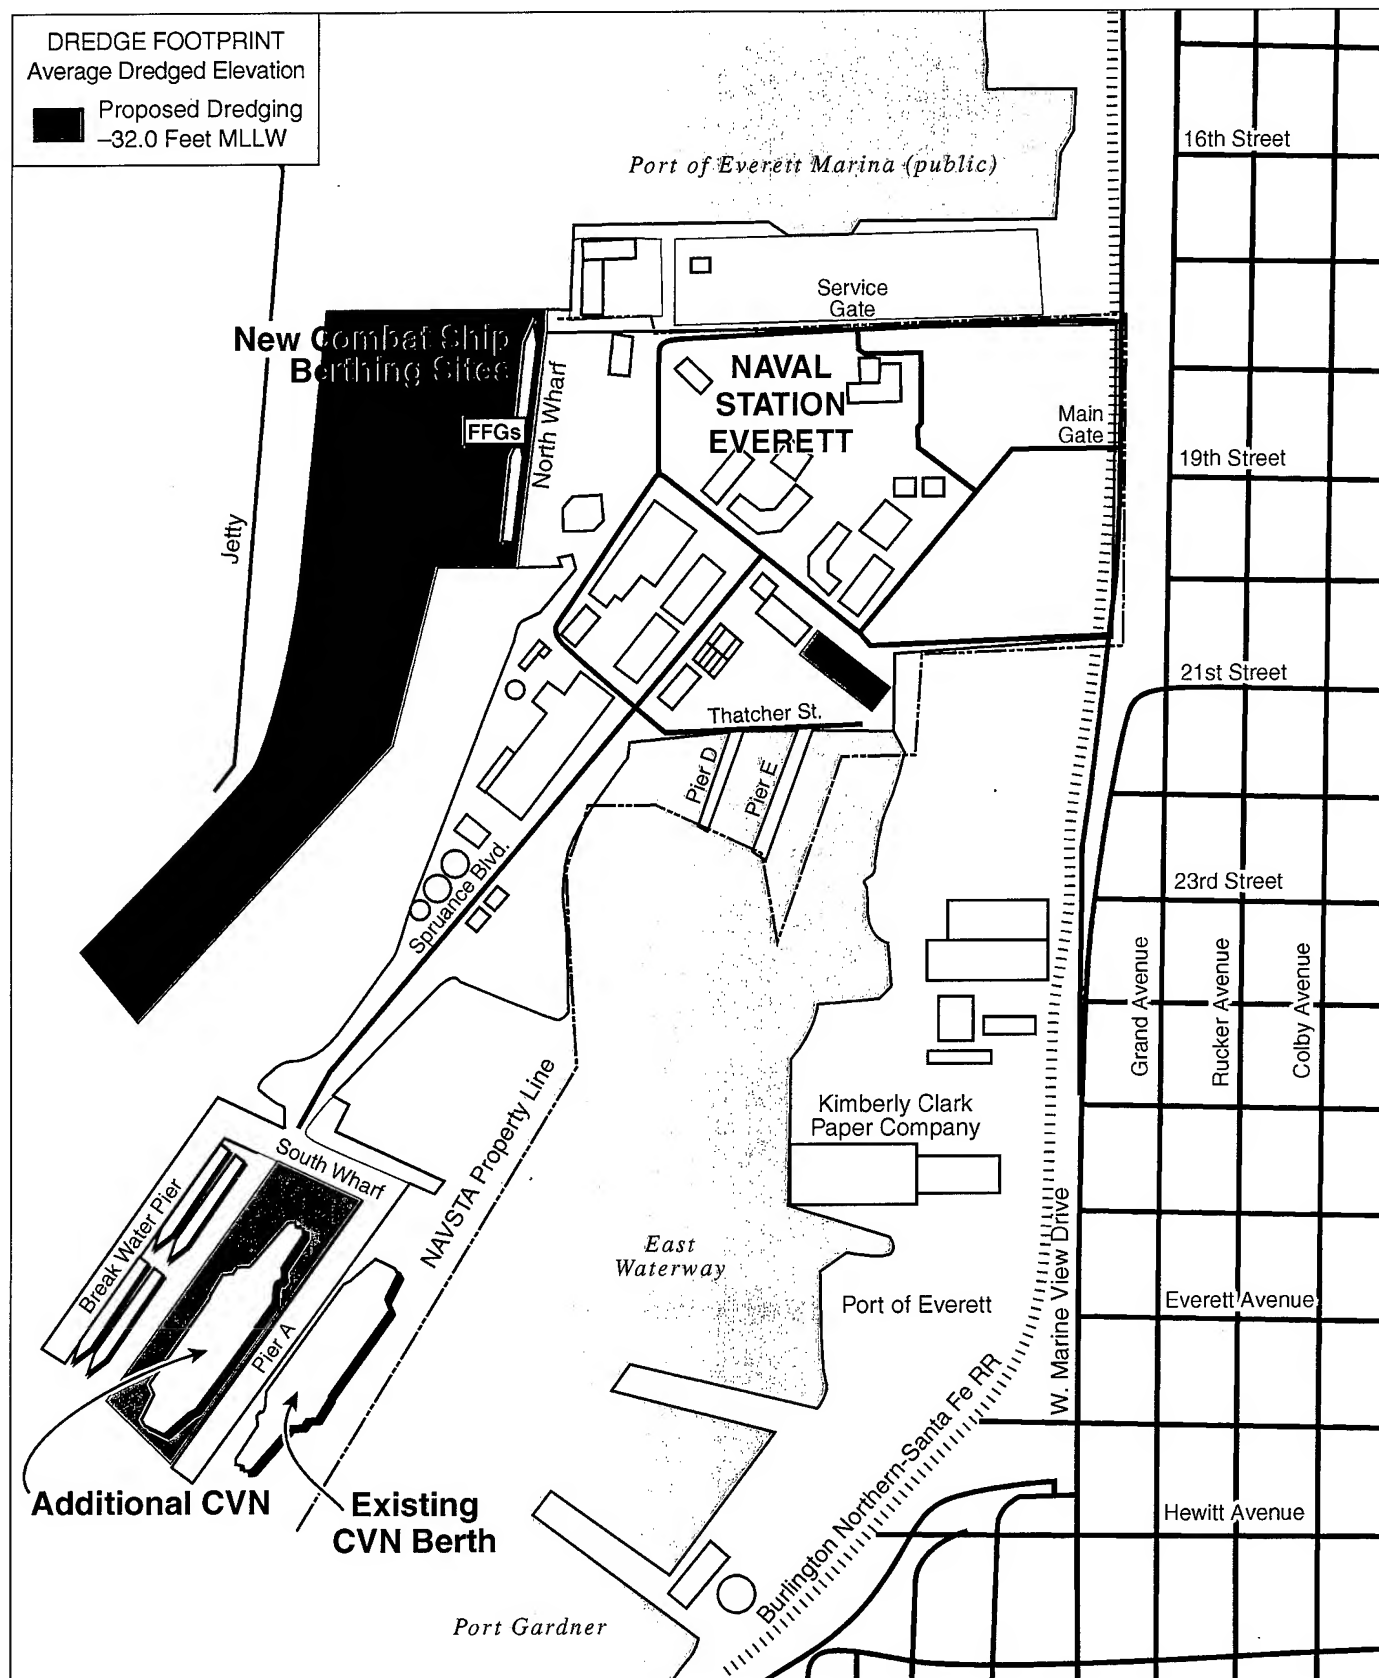 DREDGE FOOTPRINT
Average Dredged Elevation
Proposed Dredging
–32.0 Feet MLLW
Port of Everett Marina (public)
16th Street
Service
Gate
New Combat Ship
Berthing Sites
FFGs
North Wharf
NAVAL
STATION
EVERETT
Main
Gate
19th Street
Jetty
21st Street
Thatcher St.
Pier D
Pier E
23rd Street
Spruance Blvd.
Grand Avenue
Rucker Avenue
Colby Avenue
Kimberly Clark
Paper Company
South Wharf
NAVSTA Property Line
Break Water Pier
W. Marine View Drive
East
Waterway
Port of Everett
Everett Avenue
Pier A
Burlington Northern-Santa Fe RR
Additional CVN
Existing
CVN Berth
Hewitt Avenue
Port Gardner